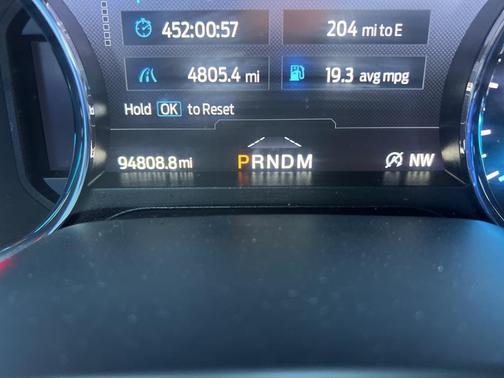 452:00:57 204 mi to E
4805.4 mi 19.3 avg mpg
Hold OK to Reset
94808.8 mi PRNDM NW